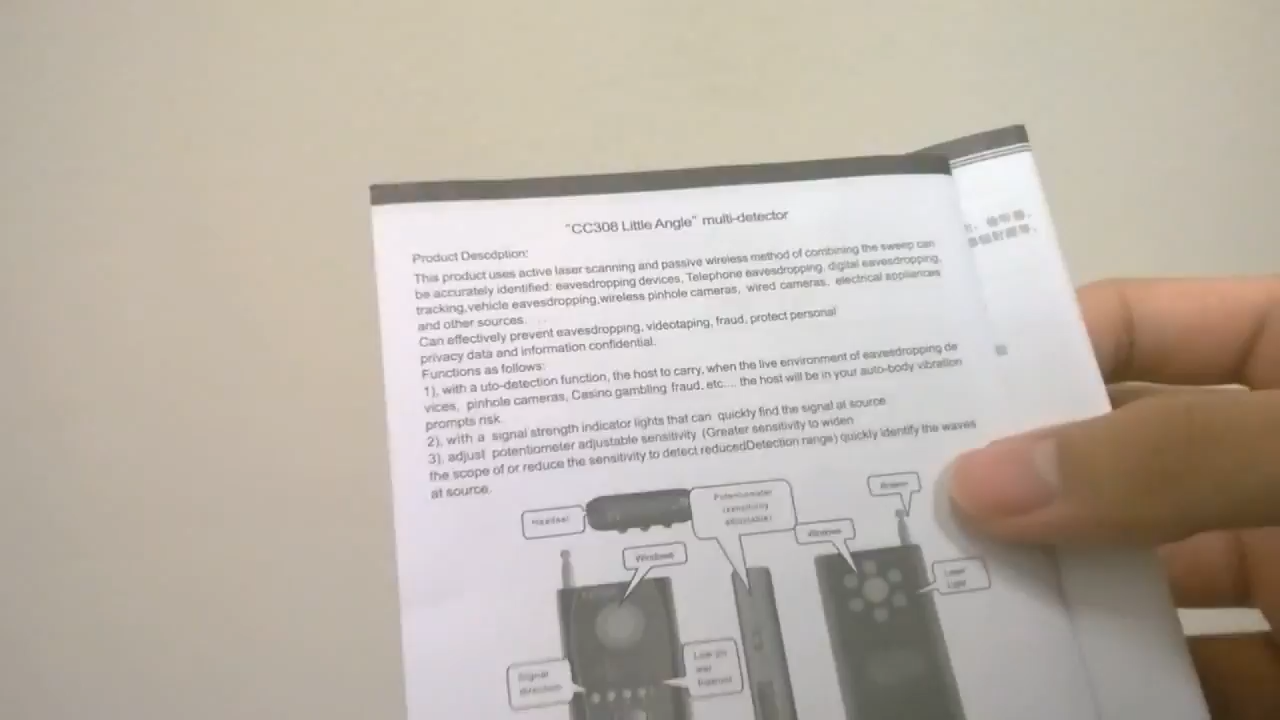 "CC308 Little Angle" multi-detector
Product Descdption:
This product uses active laser scanning and passive wireless method of combining the sweep can
be accurately identified: eavesdropping devices, Telephone eavesdropping, digital eavesdropping,
tracking,vehicle eavesdropping,wireless pinhole cameras, wired cameras, electrical appliances
and other sources.
Can effectively prevent eavesdropping, videotaping, fraud, protect personal
privacy data and information confidential.
Functions as follows:
1), with a uto-detection function, the host to carry, when the live environment of eavesdropping de
vices, pinhole cameras, Casino gambling fraud, etc.... the host will be in your auto-body vibration
prompts risk.
2), with a signal strength indicator lights that can quickly find the signal at source
3), adjust potentiometer adjustable sensitivity (Greater sensitivity to widen
the scope of or reduce the sensitivity to detect reducedDetection range) quickly identify the waves
at source.
Potentiometer
(sensitivity
adjustable)
Headset
Windows
Windows
Laser
Light
Signal
direction